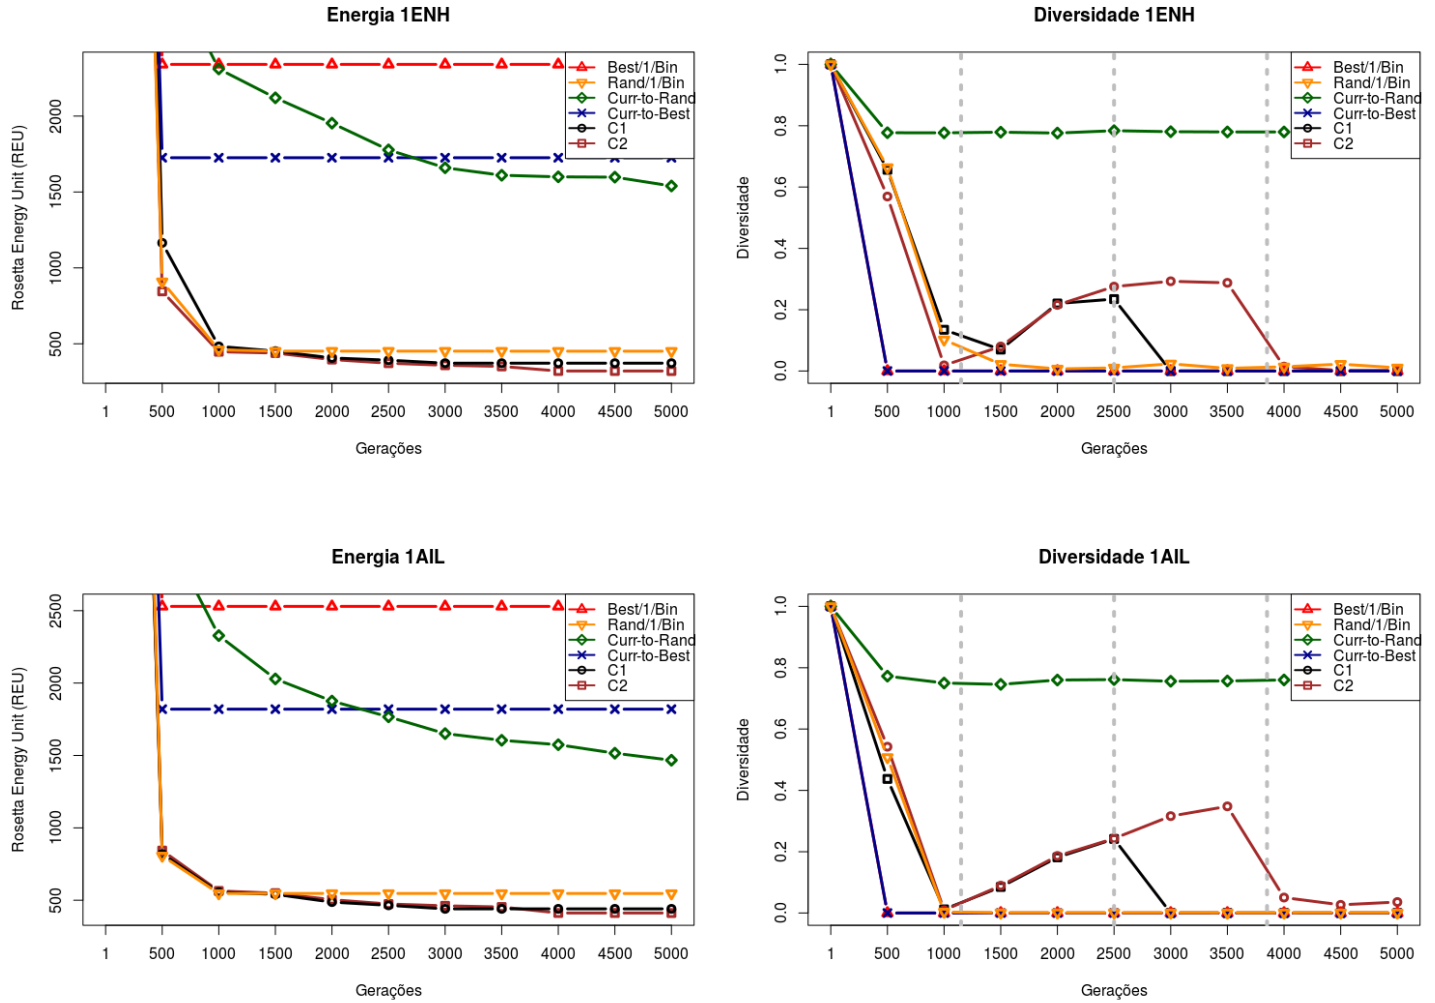 Energia 1ENH
Rosetta Energy Unit (REU)
2000
1500
1000
500
Best/1/Bin
Rand/1/Bin
Curr-to-Rand
Curr-to-Best
C1
C2
1 500 1000 1500 2000 2500 3000 3500 4000 4500 5000
Gerações
Diversidade 1ENH
Diversidade
1.0
0.8
0.6
0.4
0.2
0.0
Best/1/Bin
Rand/1/Bin
Curr-to-Rand
Curr-to-Best
C1
C2
1 500 1000 1500 2000 2500 3000 3500 4000 4500 5000
Gerações
Energia 1AIL
Rosetta Energy Unit (REU)
2500
2000
1500
1000
500
Best/1/Bin
Rand/1/Bin
Curr-to-Rand
Curr-to-Best
C1
C2
1 500 1000 1500 2000 2500 3000 3500 4000 4500 5000
Gerações
Diversidade 1AIL
Diversidade
1.0
0.8
0.6
0.4
0.2
0.0
Best/1/Bin
Rand/1/Bin
Curr-to-Rand
Curr-to-Best
C1
C2
1 500 1000 1500 2000 2500 3000 3500 4000 4500 5000
Gerações